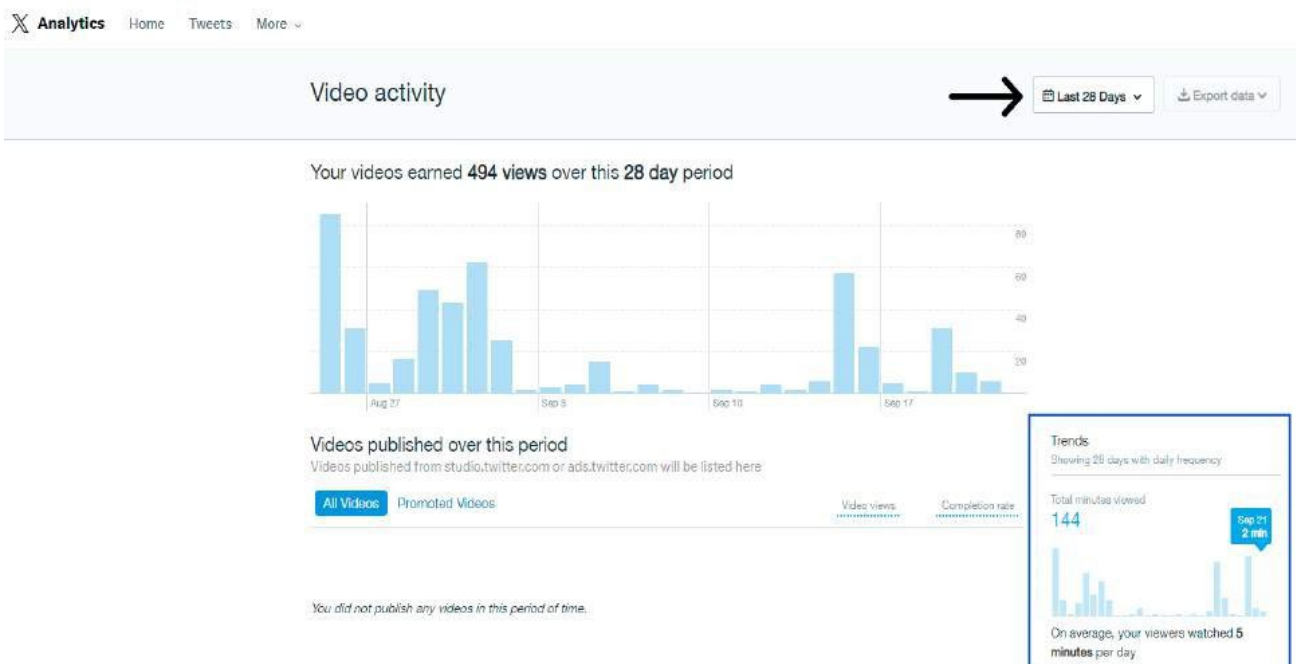 X Analytics Home Tweets More
Video activity
Last 28 Days
Export data
Your videos earned 494 views over this 28 day period
80
60
40
20
Aug 27
Sep 3
Sep 10
Sep 17
Videos published over this period
Videos published from studio.twitter.com or ads.twitter.com will be listed here
All Videos Promoted Videos
Video views
Completion rate
You did not publish any videos in this period of time.
Trends
Showing 28 days with daily frequency
Total minutes viewed
144
Sep 21
2 min
On average, your viewers watched 5
minutes per day